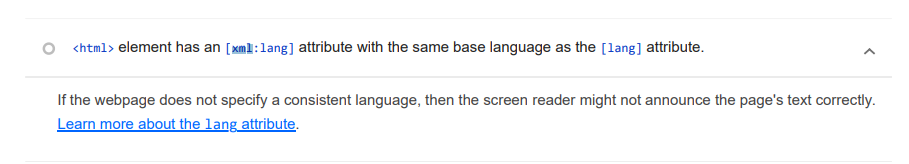 <html> element has an [xml:lang] attribute with the same base language as the [lang] attribute.
If the webpage does not specify a consistent language, then the screen reader might not announce the page's text correctly.
Learn more about the lang attribute.